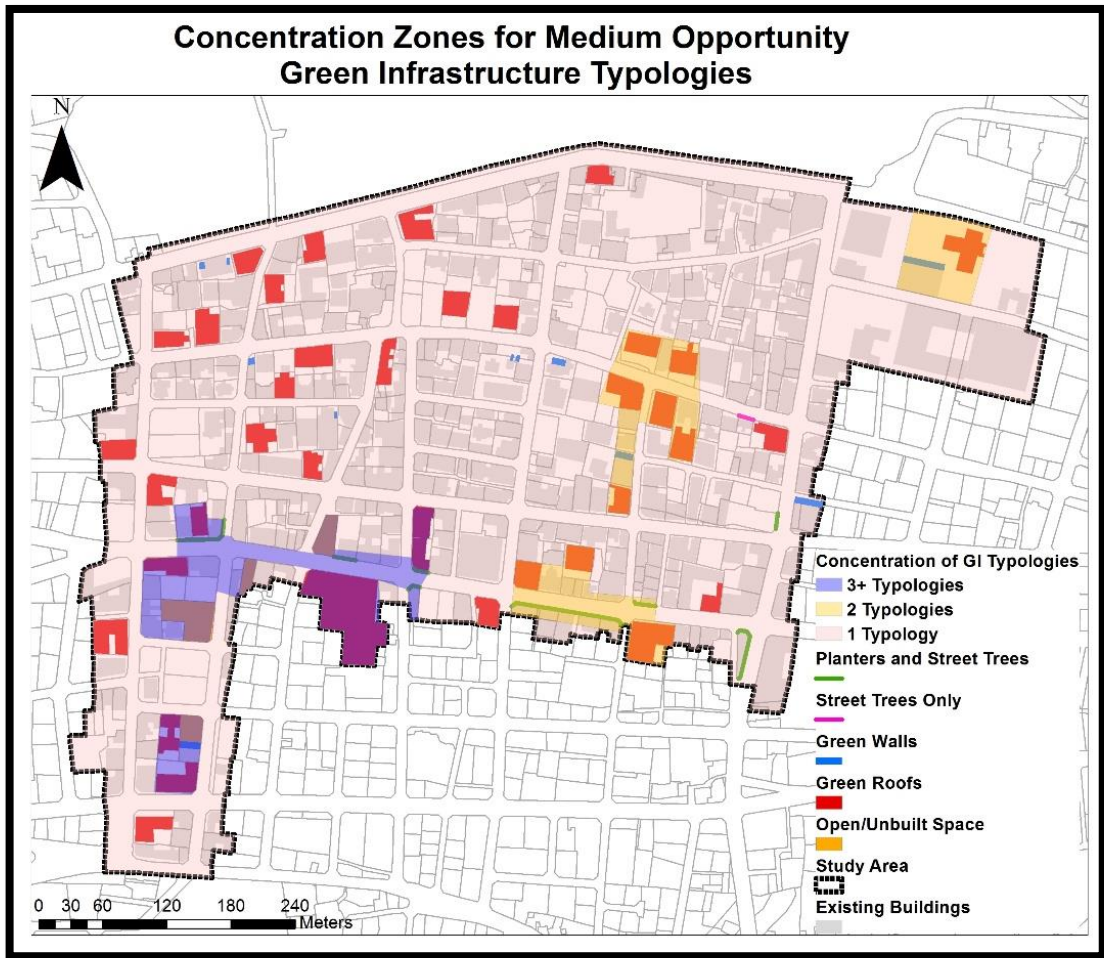 Concentration Zones for Medium Opportunity
Green Infrastructure Typologies
N
Concentration of GI Typologies
3+ Typologies
2 Typologies
1 Typology
Planters and Street Trees
Street Trees Only
Green Walls
Green Roofs
Open/Unbuilt Space
Study Area
Existing Buildings
0 30 60 120 180 240
Meters